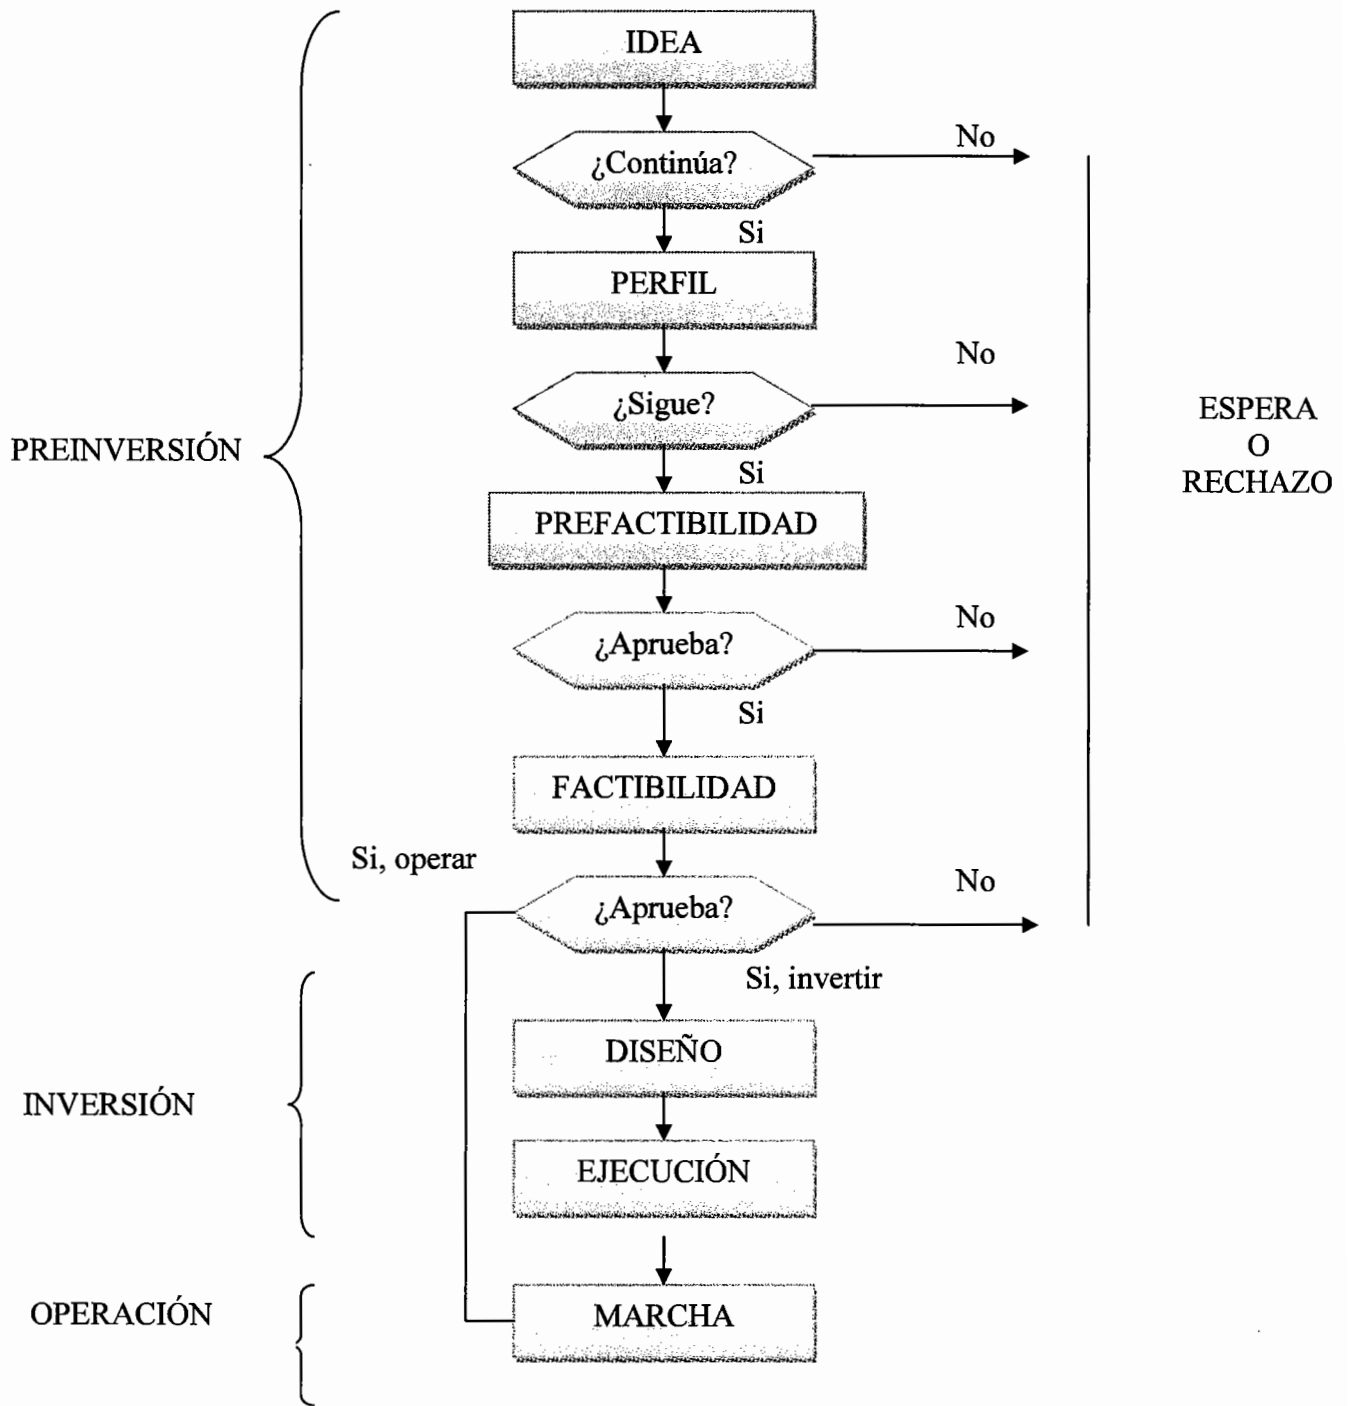 IDEA
No
¿Continúa?
Si
PERFIL
No
¿Sigue?
ESPERA
O
RECHAZO
PREINVERSIÓN
Si
PREFACTIBILIDAD
No
¿Aprueba?
Si
FACTIBILIDAD
Si, operar
No
¿Aprueba?
Si, invertir
DISEÑO
INVERSIÓN
EJECUCIÓN
OPERACIÓN
MARCHA